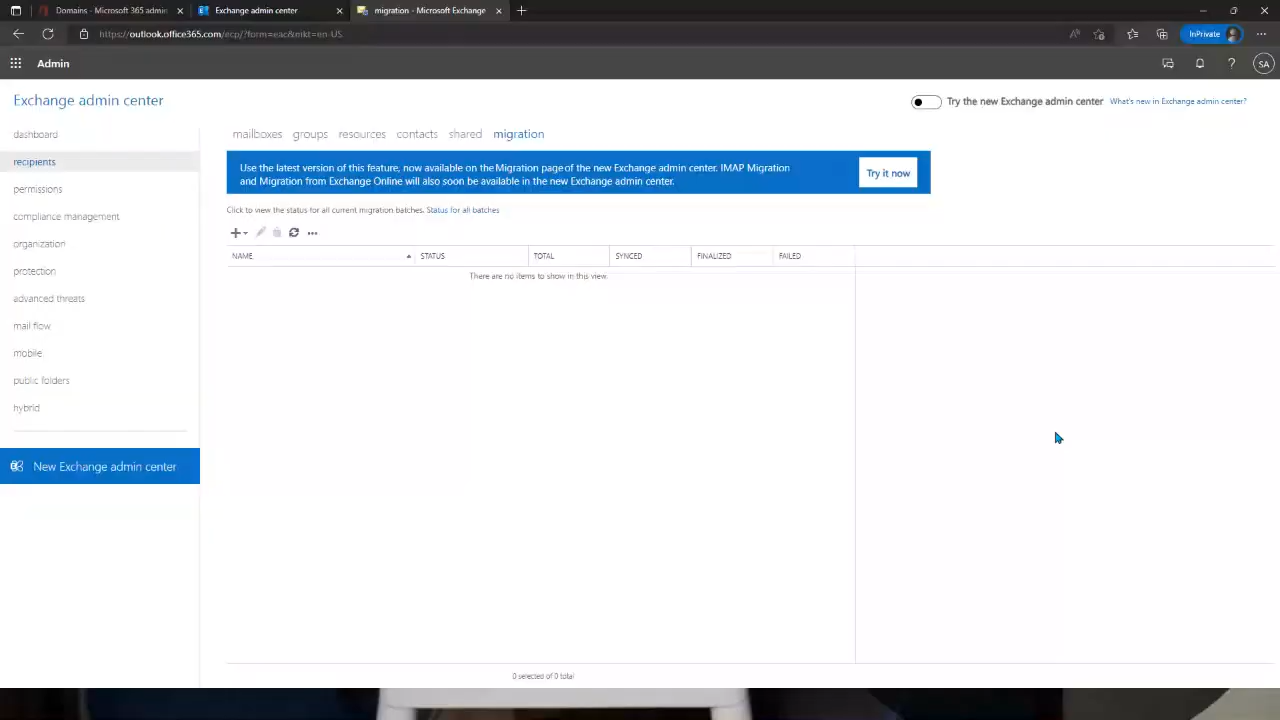 Domains - Microsoft 365 admin
Exchange admin center
migration - Microsoft Exchange
https://outlook.office365.com/ecp/?form=eac&mkt=en-US
InPrivate
Admin
SA
Exchange admin center
Try the new Exchange admin center
What's new in Exchange admin center?
dashboard
recipients
permissions
compliance management
organization
protection
advanced threats
mail flow
mobile
public folders
hybrid
New Exchange admin center
mailboxes groups resources contacts shared migration
Use the latest version of this feature, now available on the Migration page of the new Exchange admin center. IMAP Migration
and Migration from Exchange Online will also soon be available in the new Exchange admin center.
Try it now
Click to view the status for all current migration batches. Status for all batches
NAME STATUS TOTAL SYNCED FINALIZED FAILED
There are no items to show in this view.
0 selected of 0 total